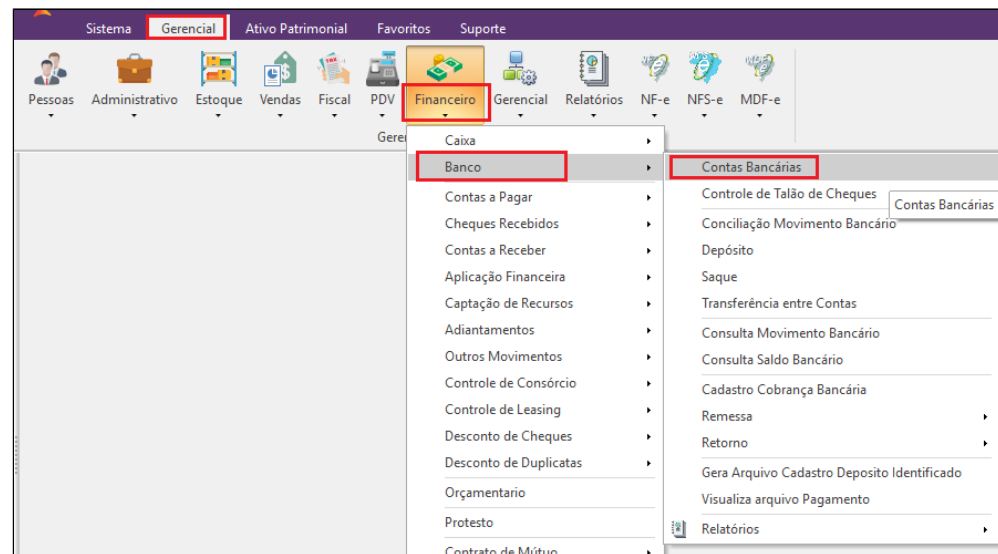 Sistema Gerencial Ativo Patrimonial Favoritos Suporte
Pessoas Administrativo Estoque Vendas Fiscal PDV Financeiro Gerencial Relatórios NF-e NFS-e MDF-e
TAX
Gere
Caixa
Banco
Contas a Pagar
Cheques Recebidos
Contas a Receber
Aplicação Financeira
Captação de Recursos
Adiantamentos
Outros Movimentos
Controle de Consórcio
Controle de Leasing
Desconto de Cheques
Desconto de Duplicatas
Orçamentario
Protesto
Contrato de Mútuo
Contas Bancárias
Controle de Talão de Cheques
Contas Bancárias
Conciliação Movimento Bancário
Depósito
Saque
Transferência entre Contas
Consulta Movimento Bancário
Consulta Saldo Bancário
Cadastro Cobrança Bancária
Remessa
Retorno
Gera Arquivo Cadastro Deposito Identificado
Visualiza arquivo Pagamento
Relatórios